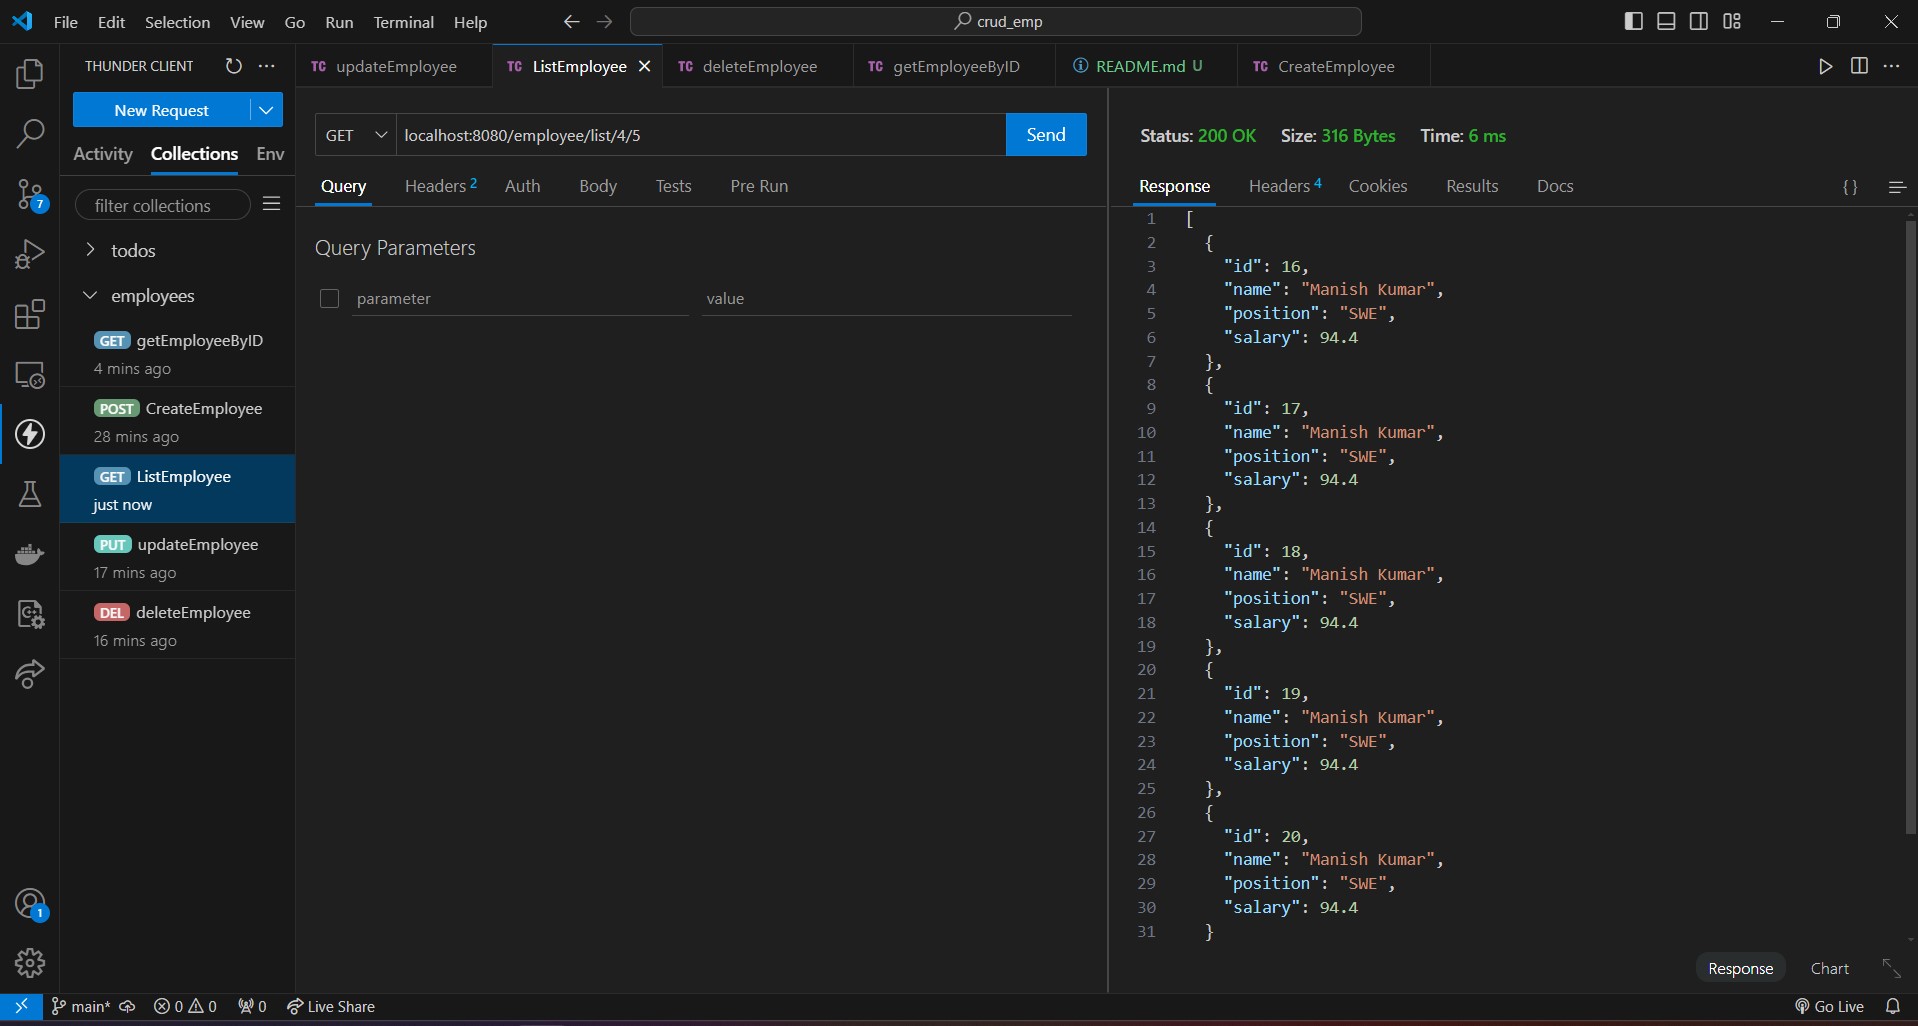 File Edit Selection View Go Run Terminal Help
crud_emp
THUNDER CLIENT
TC updateEmployee
TC ListEmployee
TC deleteEmployee
TC getEmployeeByID
README.md U
TC CreateEmployee
New Request
Activity Collections Env
filter collections
todos
employees
GET getEmployeeByID
4 mins ago
POST CreateEmployee
28 mins ago
GET ListEmployee
just now
PUT updateEmployee
17 mins ago
DEL deleteEmployee
16 mins ago
7
1
GET localhost:8080/employee/list/4/5 Send
Query Headers 2 Auth Body Tests Pre Run
Query Parameters
parameter value
Status: 200 OK Size: 316 Bytes Time: 6 ms
Response Headers 4 Cookies Results Docs {}
1 [
2 {
3 "id": 16,
4 "name": "Manish Kumar",
5 "position": "SWE",
6 "salary": 94.4
7 },
8 {
9 "id": 17,
10 "name": "Manish Kumar",
11 "position": "SWE",
12 "salary": 94.4
13 },
14 {
15 "id": 18,
16 "name": "Manish Kumar",
17 "position": "SWE",
18 "salary": 94.4
19 },
20 {
21 "id": 19,
22 "name": "Manish Kumar",
23 "position": "SWE",
24 "salary": 94.4
25 },
26 {
27 "id": 20,
28 "name": "Manish Kumar",
29 "position": "SWE",
30 "salary": 94.4
31 }
Response Chart
main* 0 0 0 Live Share
Go Live